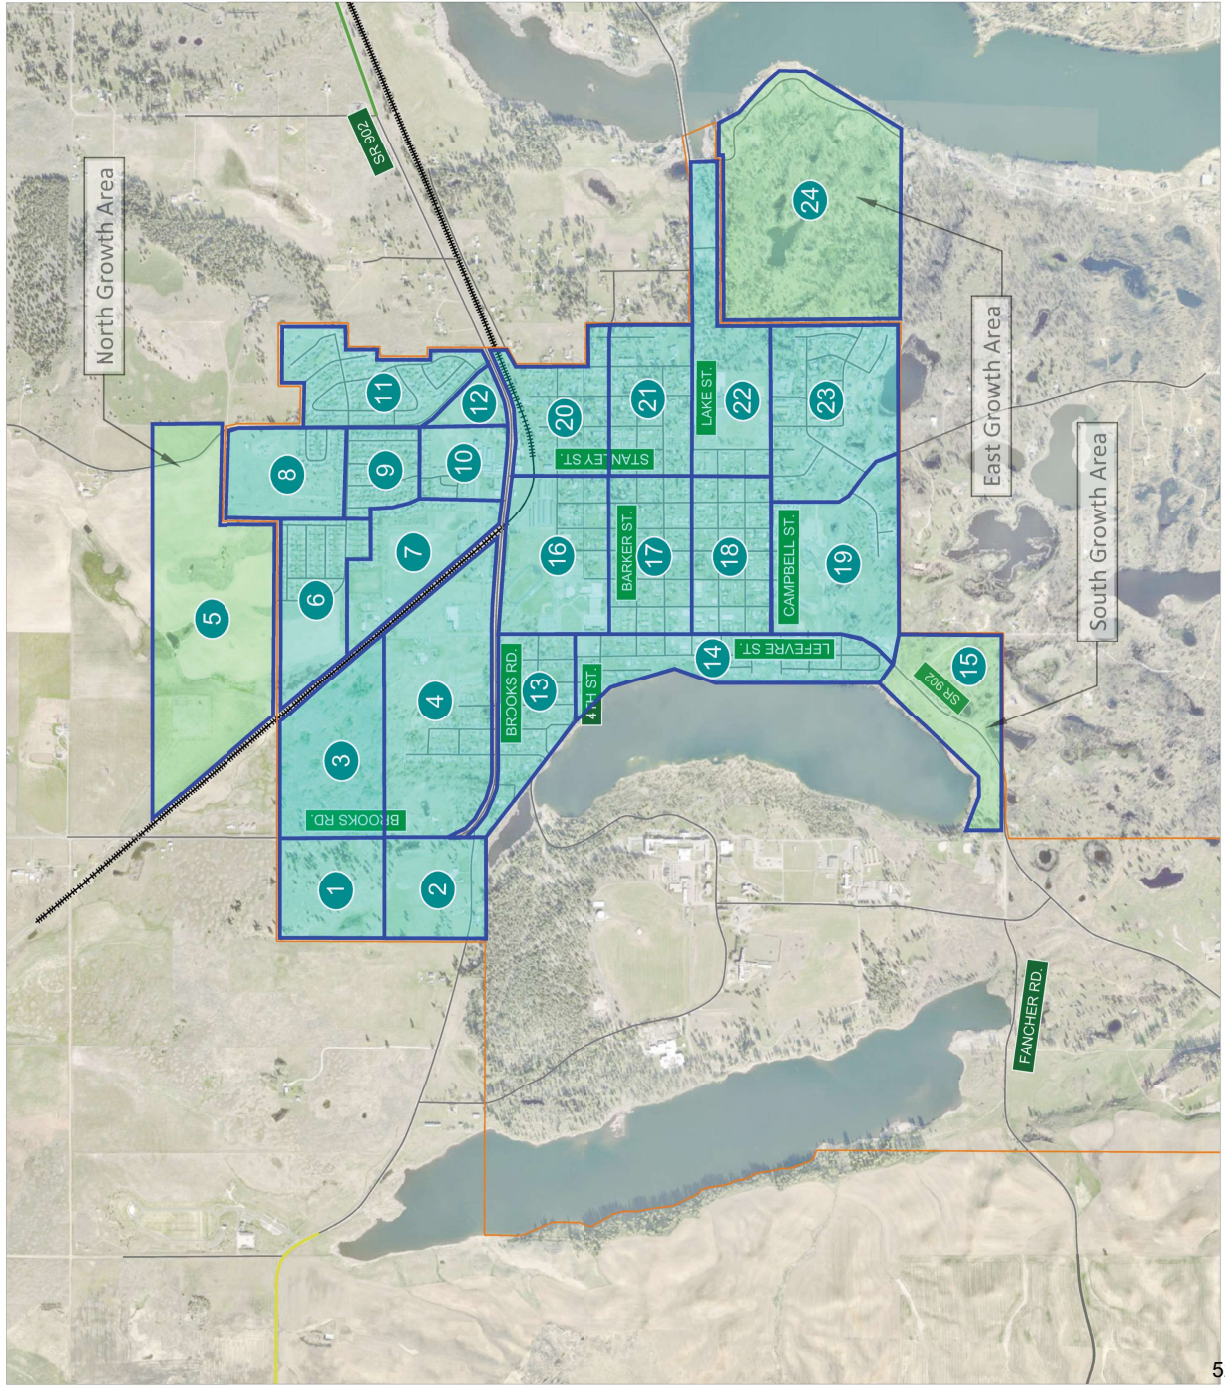 North Growth Area
SR 902
5
8
11
9
6
12
10
7
3
1
4
2
BROOKS RD.
20
STANLEY ST.
21
LAKE ST.
22
23
24
East Growth Area
16
BARKER ST.
17
18
CAMPBELL ST.
19
BROOKS RD.
13
4TH ST.
14
LEFEVRE ST.
15
SR 902
South Growth Area
FANCHER RD.
5